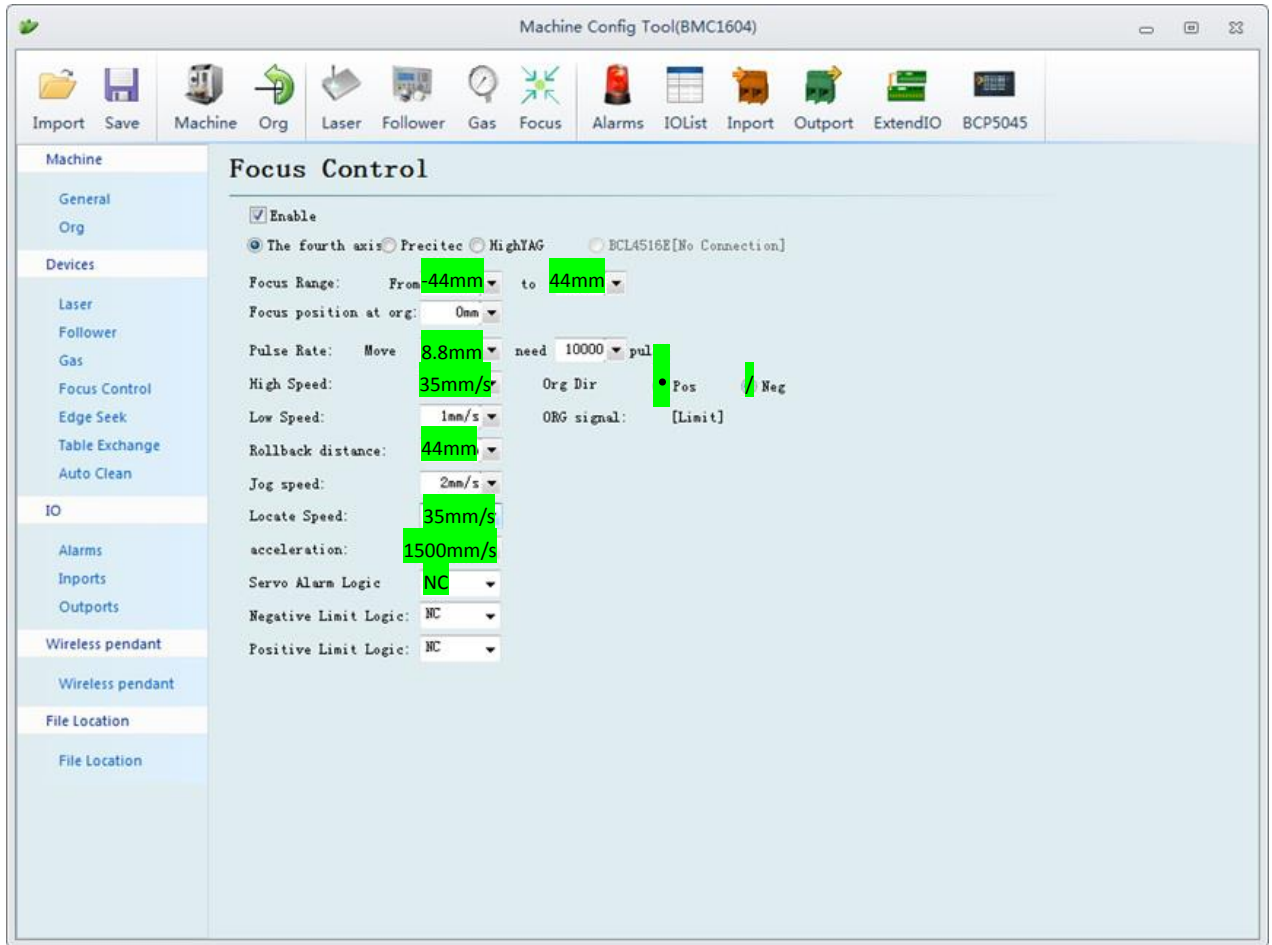 Machine Config Tool(BMC1604)
Import Save Machine Org Laser Follower Gas Focus Alarms IOList Inport Outport ExtendIO BCP5045
Machine
General
Org
Devices
Laser
Follower
Gas
Focus Control
Edge Seek
Table Exchange
Auto Clean
IO
Alarms
Inports
Outports
Wireless pendant
Wireless pendant
File Location
File Location
Focus Control
Enable
The fourth axis Precitec HighYAG BCL4516E[No Connection]
Focus Range: From -44mm to 44mm
Focus position at org: 0mm
Pulse Rate: Move 8.8mm need 10000 pul
High Speed: 35mm/s Org Dir • Pos / Neg
Low Speed: 1mm/s ORG signal: [Limit]
Rollback distance: 44mm
Jog speed: 2mm/s
Locate Speed: 35mm/s
acceleration: 1500mm/s
Servo Alarm Logic NC
Negative Limit Logic: NC
Positive Limit Logic: NC